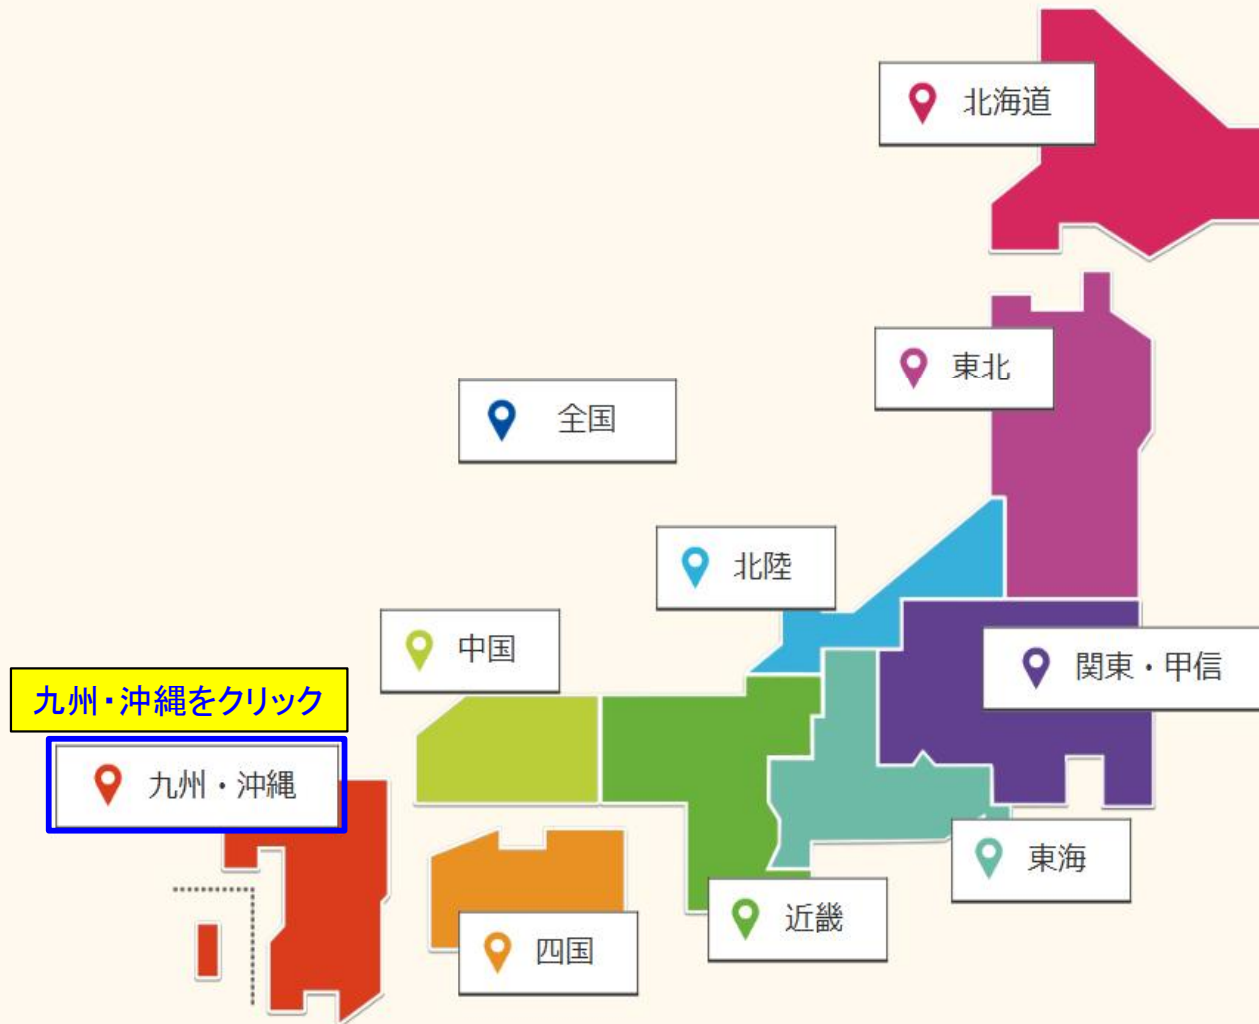 北海道
東北
全国
北陸
中国
関東・甲信
九州・沖縄をクリック
九州・沖縄
東海
近畿
四国